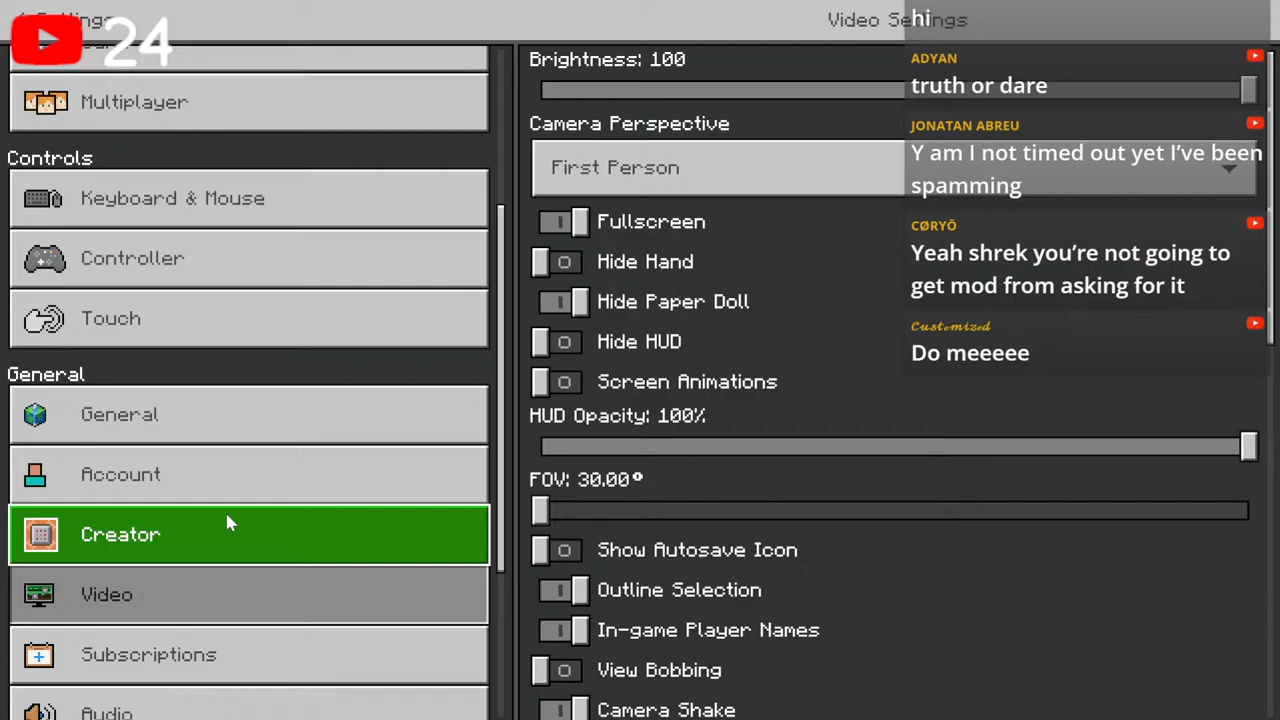 Settings
Video Settings
24
Multiplayer
Controls
Keyboard & Mouse
Controller
Touch
General
General
Account
Creator
Video
Subscriptions
Audio
Brightness: 100
Camera Perspective
First Person
Fullscreen
Hide Hand
Hide Paper Doll
Hide HUD
Screen Animations
HUD Opacity: 100%
FOV: 30.00°
Show Autosave Icon
Outline Selection
In-game Player Names
View Bobbing
Camera Shake
hi
ADYAN
truth or dare
JONATAN ABREU
Y am I not timed out yet I’ve been
spamming
CØRYŌ
Yeah shrek you’re not going to
get mod from asking for it
Customized
Do meeeee